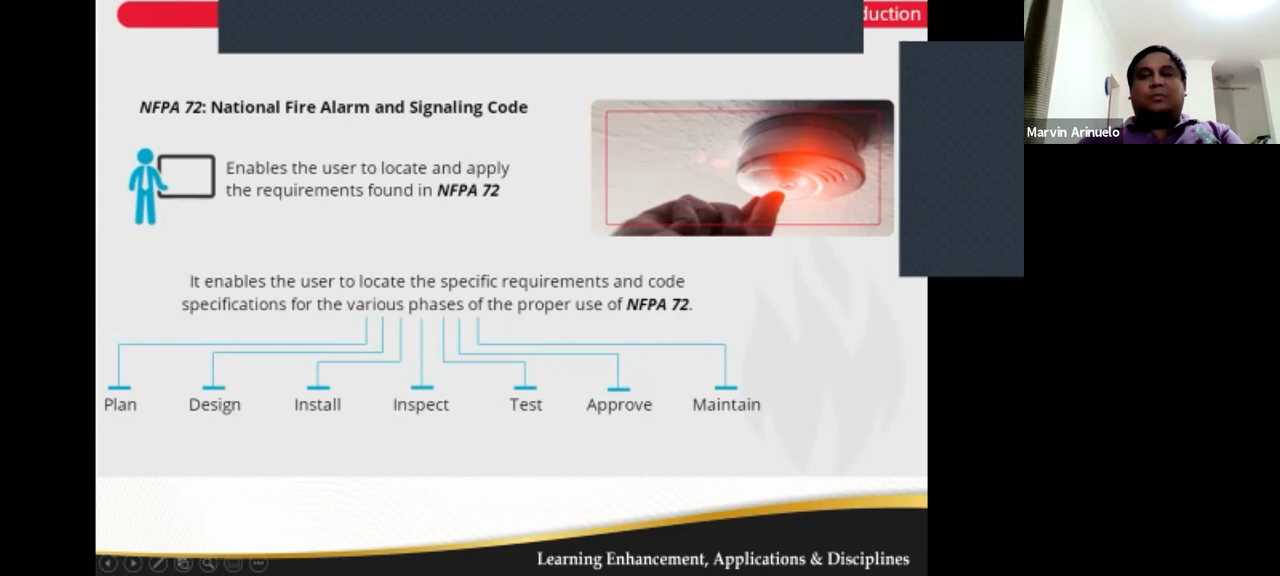 duction
NFPA 72: National Fire Alarm and Signaling Code
Enables the user to locate and apply
the requirements found in NFPA 72
It enables the user to locate the specific requirements and code
specifications for the various phases of the proper use of NFPA 72.
Plan
Design
Install
Inspect
Test
Approve
Maintain
Learning Enhancement, Applications & Disciplines
Marvin Arinuelo